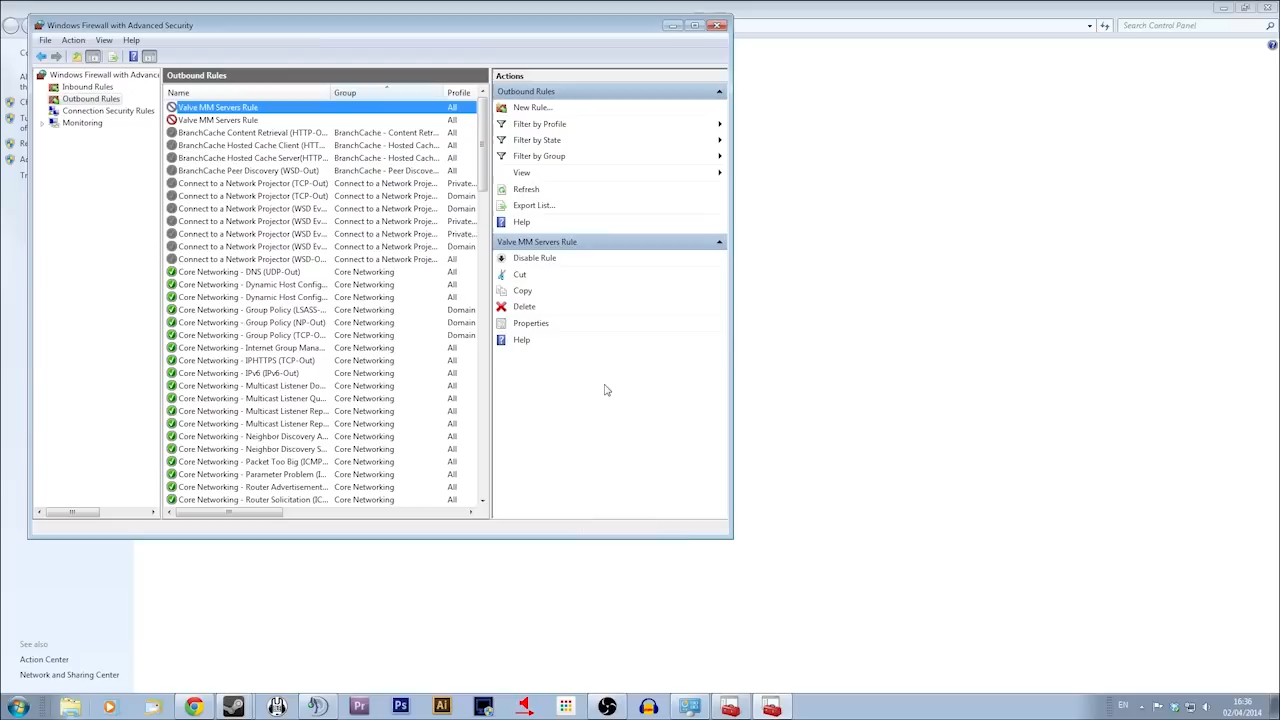 Windows Firewall with Advanced Security
Search Control Panel
File Action View Help
Windows Firewall with Advanc
Inbound Rules
Outbound Rules
Connection Security Rules
Monitoring
Outbound Rules
Name Group Profile
Valve MM Servers Rule All
Valve MM Servers Rule All
BranchCache Content Retrieval (HTTP-O... BranchCache - Content Retr... All
BranchCache Hosted Cache Client (HTT... BranchCache - Hosted Cach... All
BranchCache Hosted Cache Server(HTTP... BranchCache - Hosted Cach... All
BranchCache Peer Discovery (WSD-Out) BranchCache - Peer Discove... All
Connect to a Network Projector (TCP-Out) Connect to a Network Proje... Private...
Connect to a Network Projector (TCP-Out) Connect to a Network Proje... Domain
Connect to a Network Projector (WSD Ev... Connect to a Network Proje... Domain
Connect to a Network Projector (WSD Ev... Connect to a Network Proje... Private...
Connect to a Network Projector (WSD Ev... Connect to a Network Proje... Private...
Connect to a Network Projector (WSD Ev... Connect to a Network Proje... Domain
Connect to a Network Projector (WSD-O... Connect to a Network Proje... All
Core Networking - DNS (UDP-Out) Core Networking All
Core Networking - Dynamic Host Config... Core Networking All
Core Networking - Dynamic Host Config... Core Networking All
Core Networking - Group Policy (LSASS-... Core Networking Domain
Core Networking - Group Policy (NP-Out) Core Networking Domain
Core Networking - Group Policy (TCP-O... Core Networking Domain
Core Networking - Internet Group Mana... Core Networking All
Core Networking - IPHTTPS (TCP-Out) Core Networking All
Core Networking - IPv6 (IPv6-Out) Core Networking All
Core Networking - Multicast Listener Do... Core Networking All
Core Networking - Multicast Listener Qu... Core Networking All
Core Networking - Multicast Listener Rep... Core Networking All
Core Networking - Multicast Listener Rep... Core Networking All
Core Networking - Neighbor Discovery A... Core Networking All
Core Networking - Neighbor Discovery S... Core Networking All
Core Networking - Packet Too Big (ICMP... Core Networking All
Core Networking - Parameter Problem (I... Core Networking All
Core Networking - Router Advertisement... Core Networking All
Core Networking - Router Solicitation (IC... Core Networking All
Actions
Outbound Rules
New Rule...
Filter by Profile
Filter by State
Filter by Group
View
Refresh
Export List...
Help
Valve MM Servers Rule
Disable Rule
Cut
Copy
Delete
Properties
Help
See also
Action Center
Network and Sharing Center
Pr
Ps
Ai
EN
16:36
02/04/2014